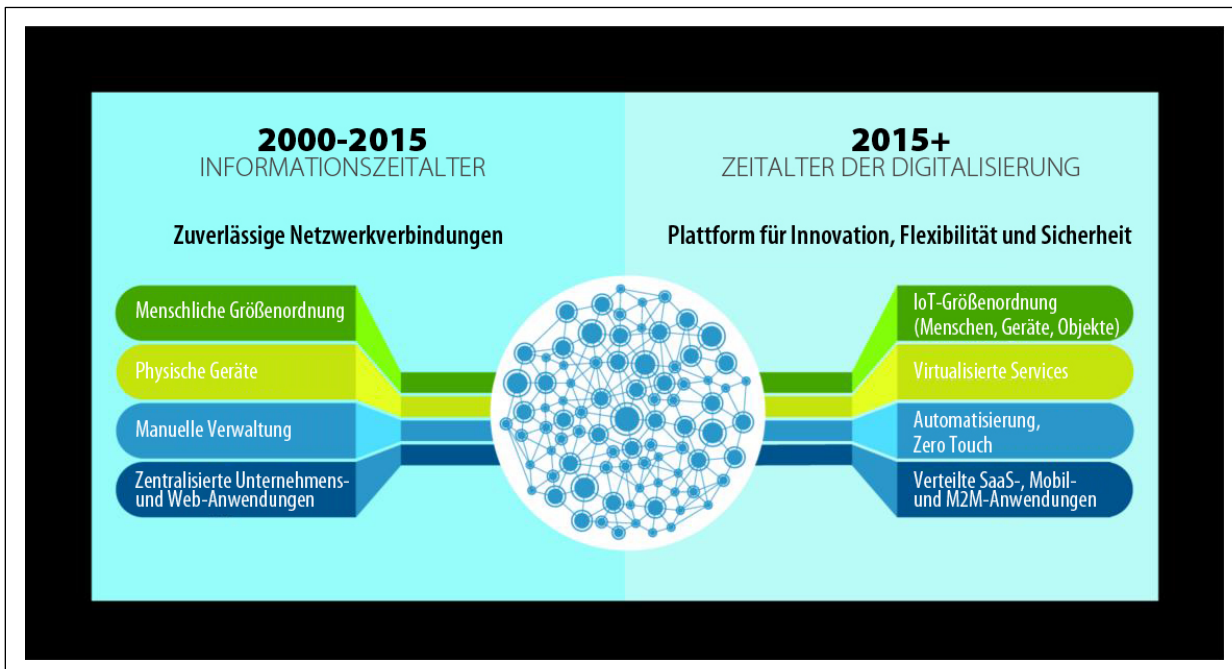 2000-2015
INFORMATIONSZEITALTER
Zuverlässige Netzwerkverbindungen
Menschliche Größenordnung
Physische Geräte
Manuelle Verwaltung
Zentralisierte Unternehmens-
und Web-Anwendungen
2015+
ZEITALTER DER DIGITALISIERUNG
Plattform für Innovation, Flexibilität und Sicherheit
IoT-Größenordnung
(Menschen, Geräte, Objekte)
Virtualisierte Services
Automatisierung,
Zero Touch
Verteilte SaaS-, Mobil-
und M2M-Anwendungen